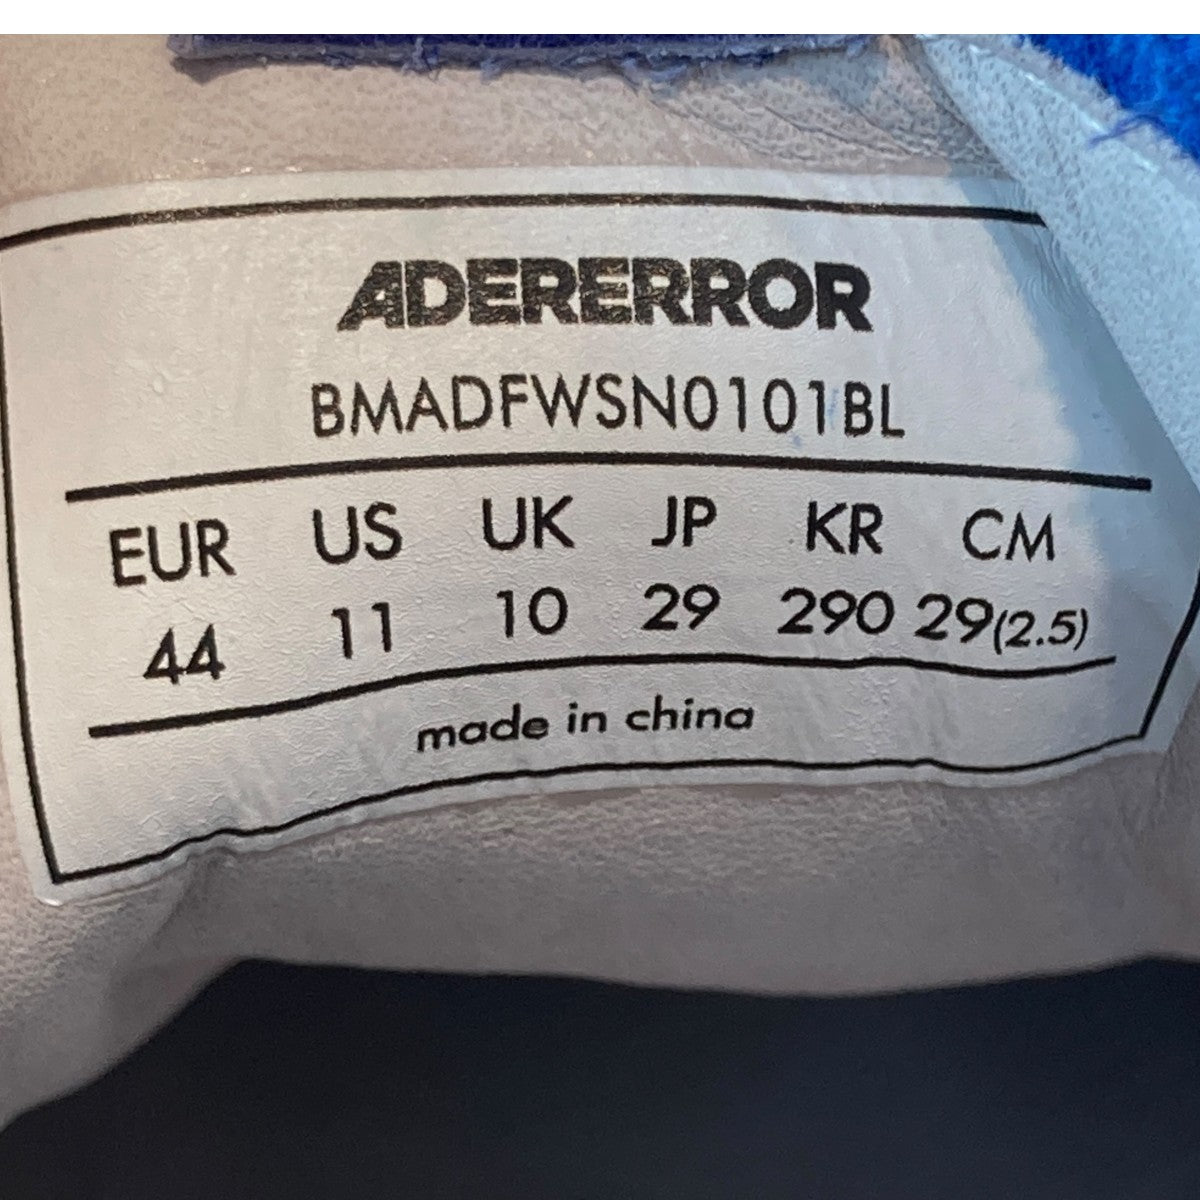 ADERERROR
BMADFWSN0101BL
EUR US UK JP KR CM
44 11 10 29 290 29(2.5)
made in china